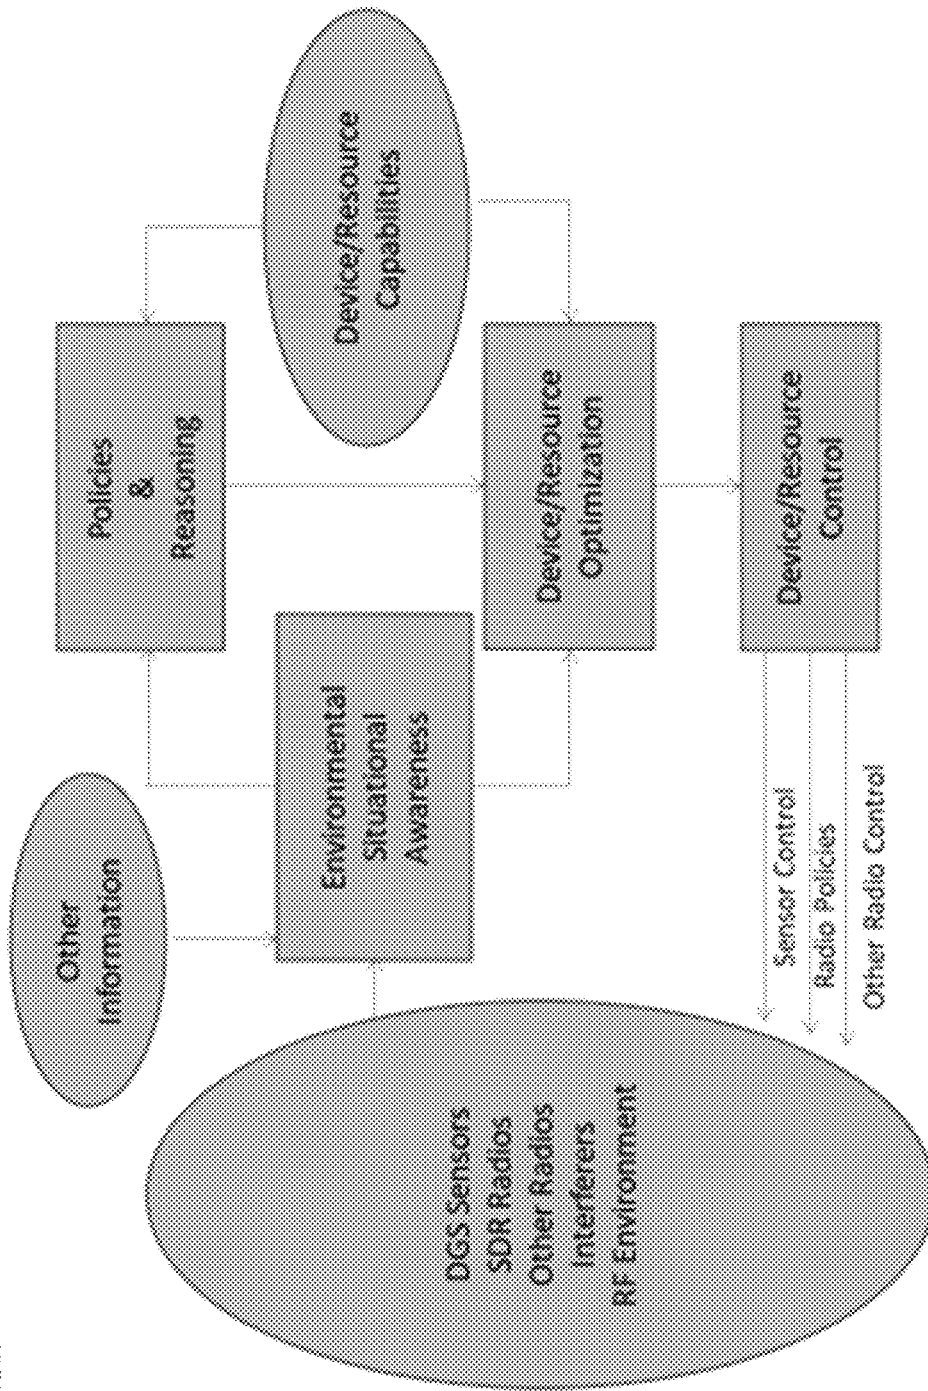 Other
Information
Policies
&
Reasoning
Environmental
Situational
Awareness
Device/Resource
Capabilities
DGS Sensors
SDR Radios
Other Radios
Interferers
RF Environment
Device/Resource
Optimization
Sensor Control
Radio Policies
Other Radio Control
Device/Resource
Control